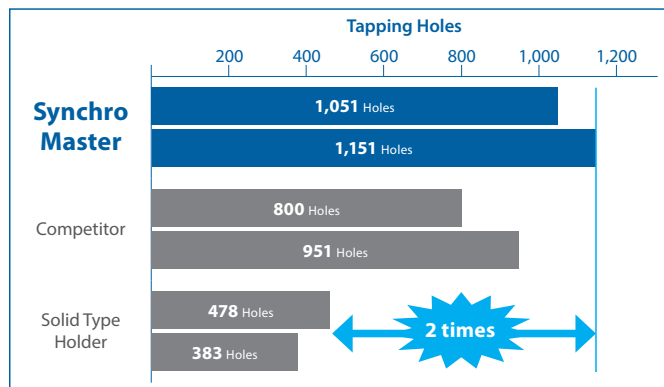 Tapping Holes
200 400 600 800 1,000 1,200
Synchro
Master
1,051 Holes
1,151 Holes
Competitor
800 Holes
951 Holes
Solid Type
Holder
478 Holes
383 Holes
2 times